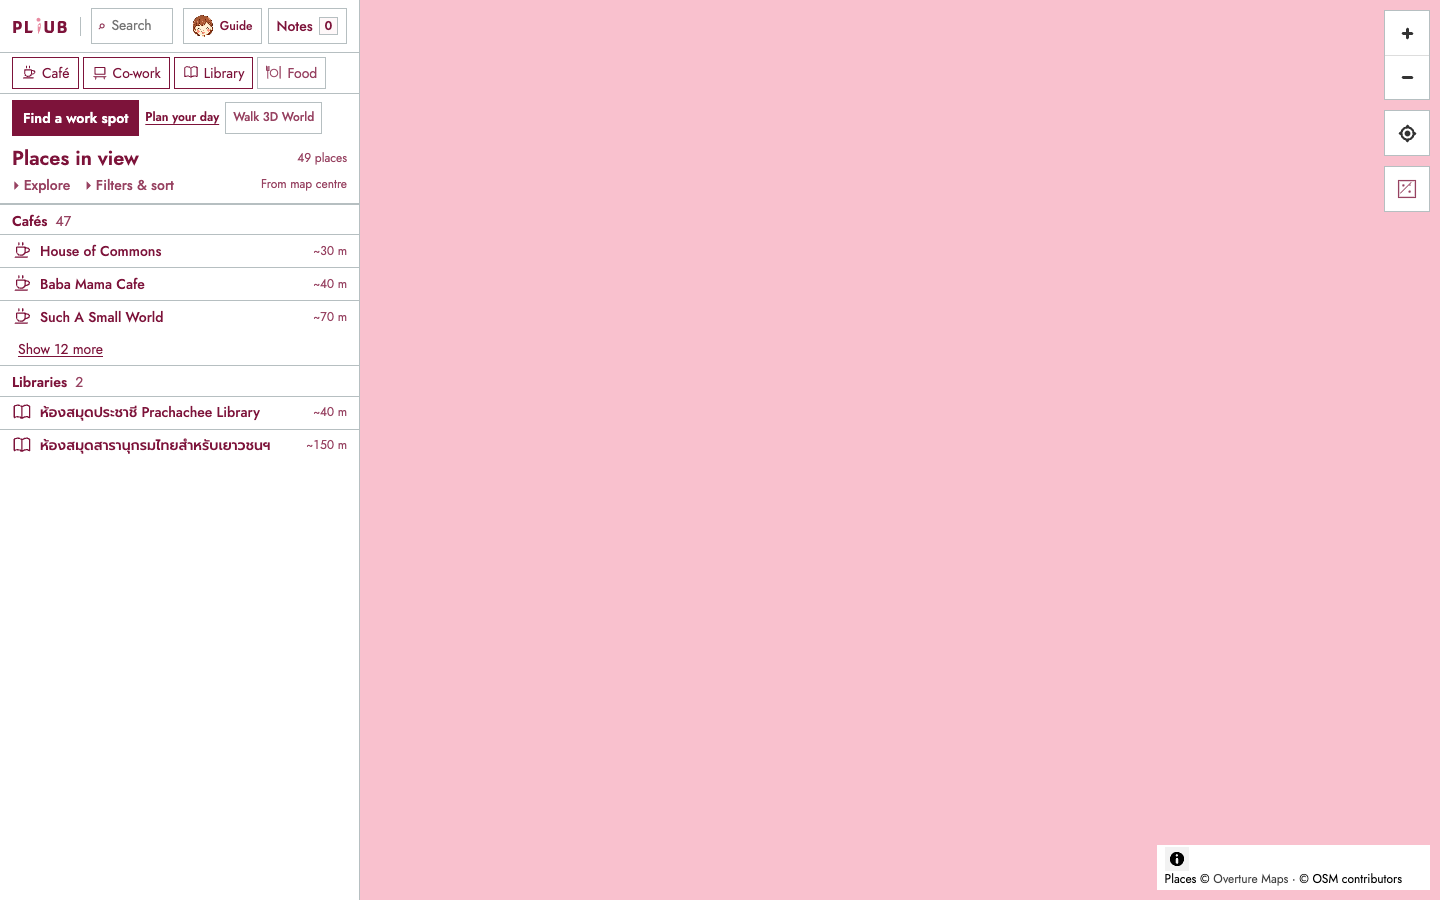 PLiUB
Search
Guide
Notes 0
Café
Co-work
Library
Food
Find a work spot
Plan your day
Walk 3D World
Places in view
49 places
Explore
Filters & sort
From map centre
Cafés 47
House of Commons ~30 m
Baba Mama Cafe ~40 m
Such A Small World ~70 m
Show 12 more
Libraries 2
ห้องสมุดประชาชี Prachachee Library ~40 m
ห้องสมุดสารานุกรมไทยสำหรับเยาวชนฯ ~150 m
Places © Overture Maps · © OSM contributors